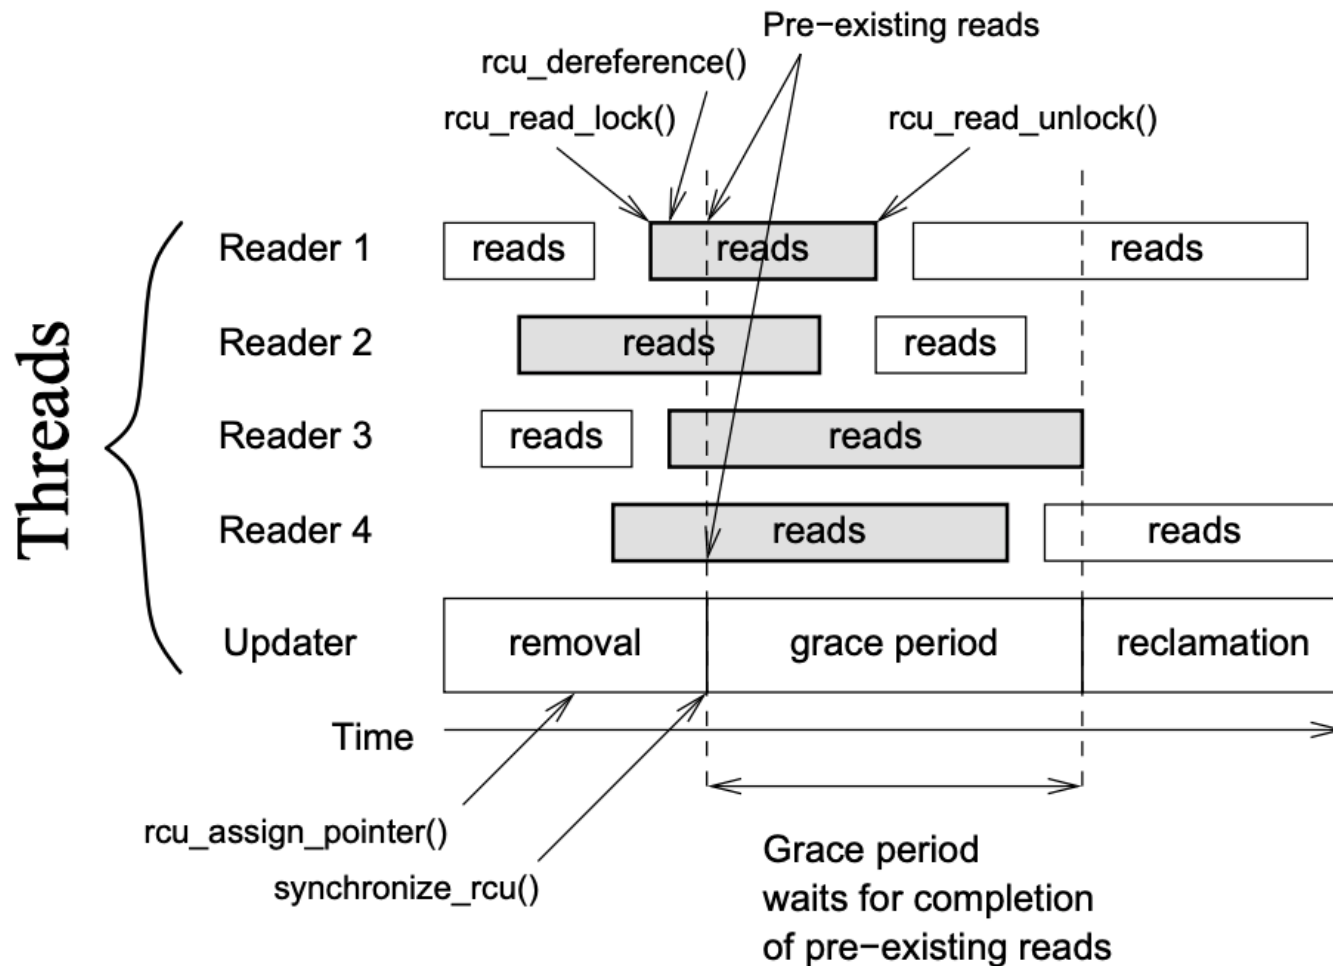 Pre−existing reads
rcu_dereference()
rcu_read_lock()
rcu_read_unlock()
Threads
Reader 1
reads
reads
reads
Reader 2
reads
reads
Reader 3
reads
reads
Reader 4
reads
reads
Updater
removal
grace period
reclamation
Time
rcu_assign_pointer()
synchronize_rcu()
Grace period
waits for completion
of pre−existing reads